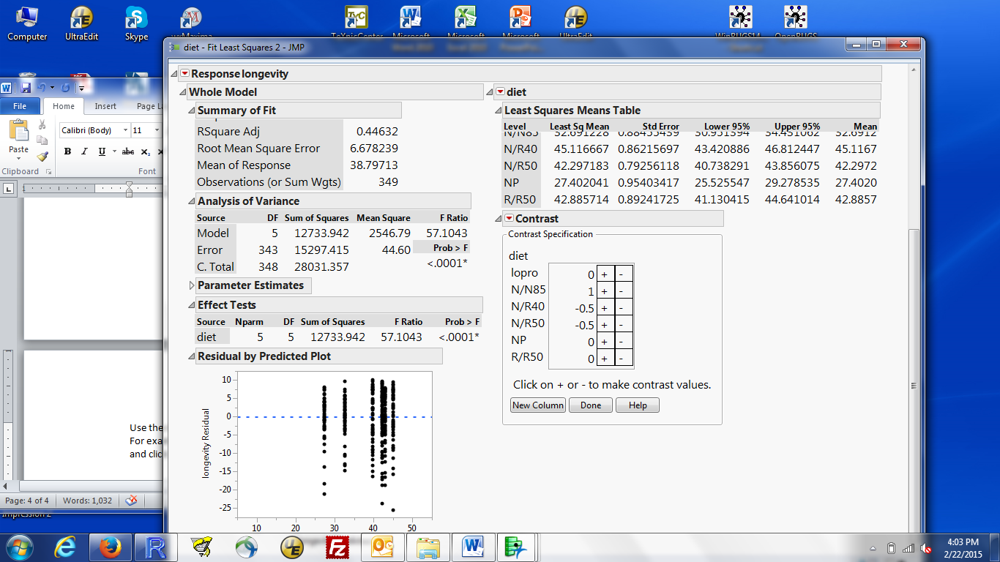 Computer
UltraEdit
Skype
wxMaxima
TeXnicCenter
Microsoft
Microsoft
Microsoft
UltraEdit
WinBUGS14
OpenBUGS
diet - Fit Least Squares 2 - JMP
File
Home
Insert
Page La
Calibri (Body)
11
Paste
B I U abc x₂
Clipboard
Font
Response longevity
Whole Model
Summary of Fit
RSquare Adj 0.44632
Root Mean Square Error 6.678239
Mean of Response 38.79713
Observations (or Sum Wgts) 349
Analysis of Variance
Source DF Sum of Squares Mean Square F Ratio
Model 5 12733.942 2546.79 57.1043
Error 343 15297.415 44.60 Prob > F
C. Total 348 28031.357 <.0001*
Parameter Estimates
Effect Tests
Source Nparm DF Sum of Squares F Ratio Prob > F
diet 5 5 12733.942 57.1043 <.0001*
Residual by Predicted Plot
longevity Residual
10
5
0
-5
-10
-15
-20
-25
10 20 30 40 50
diet
Least Squares Means Table
Level Least Sq Mean Std Error Lower 95% Upper 95% Mean
N/N85 32.691228 0.88455439 30.951394 34.431062 32.6912
N/R40 45.116667 0.86215697 43.420886 46.812447 45.1167
N/R50 42.297183 0.79256118 40.738291 43.856075 42.2972
NP 27.402041 0.95403417 25.525547 29.278535 27.4020
R/R50 42.885714 0.89241725 41.130415 44.641014 42.8857
Contrast
Contrast Specification
diet
lopro 0 + -
N/N85 1 + -
N/R40 -0.5 + -
N/R50 -0.5 + -
NP 0 + -
R/R50 0 + -
Click on + or - to make contrast values.
New Column Done Help
Use the
For exa
and clic
Page: 4 of 4 Words: 1,032
Impression 2
4:03 PM
2/22/2015